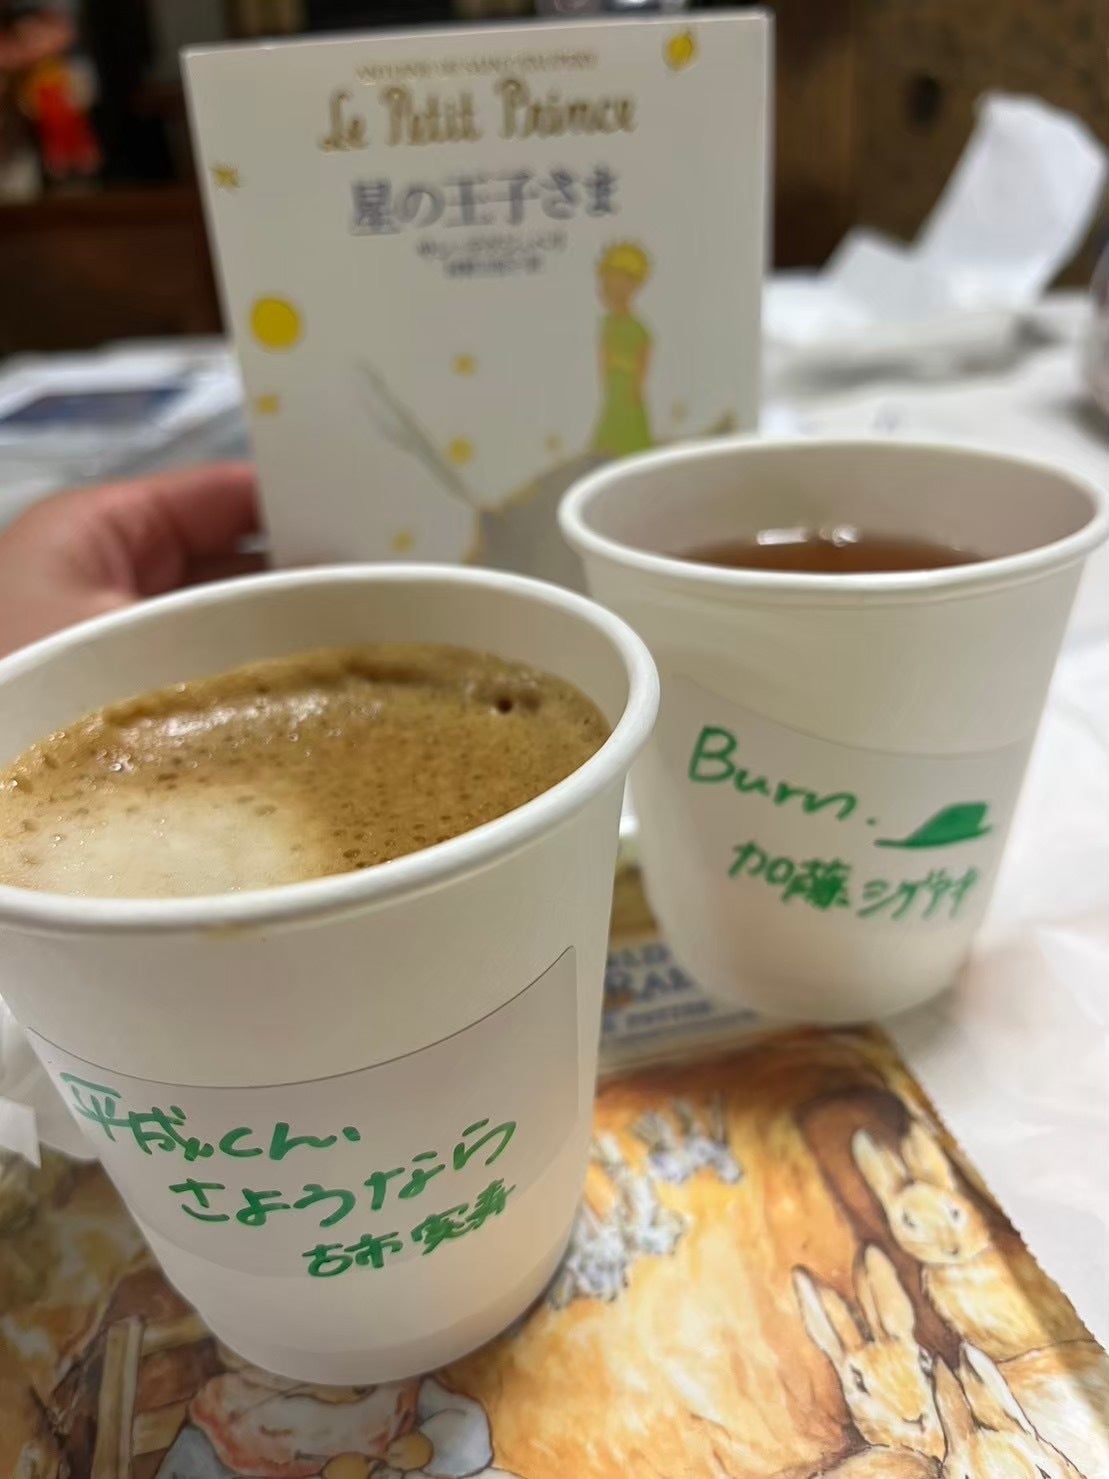 Le Petit Prince
星の王子さま
Burn.
加藤シゲアキ
平成くん、
さようなら
古市 憲寿